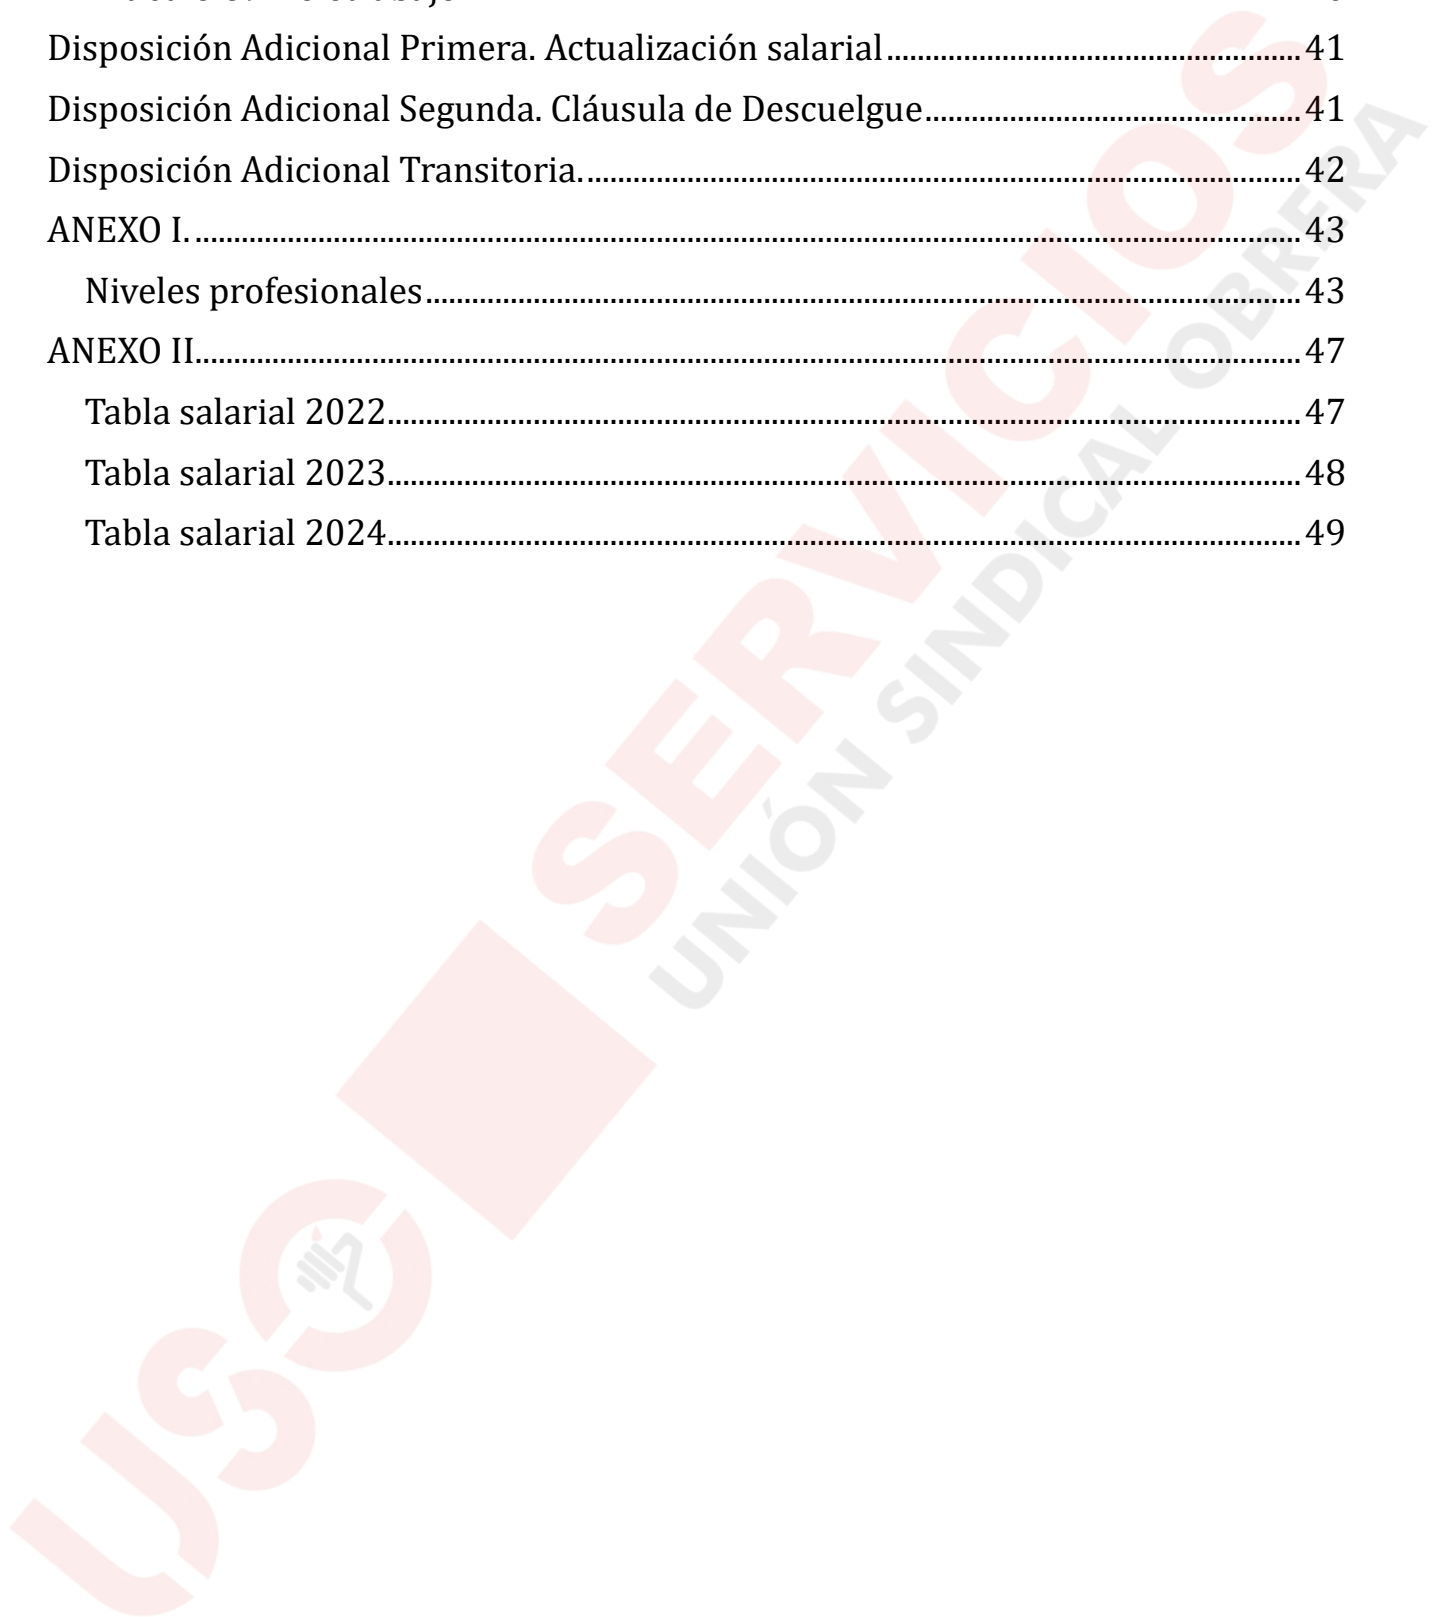 Disposición Adicional Primera. Actualización salarial 41
Disposición Adicional Segunda. Cláusula de Descuelgue 41
Disposición Adicional Transitoria. 42
ANEXO I. 43
Niveles profesionales 43
ANEXO II 47
Tabla salarial 2022 47
Tabla salarial 2023 48
Tabla salarial 2024 49
USO SERVICIOS
UNIÓN SINDICAL OBRERA